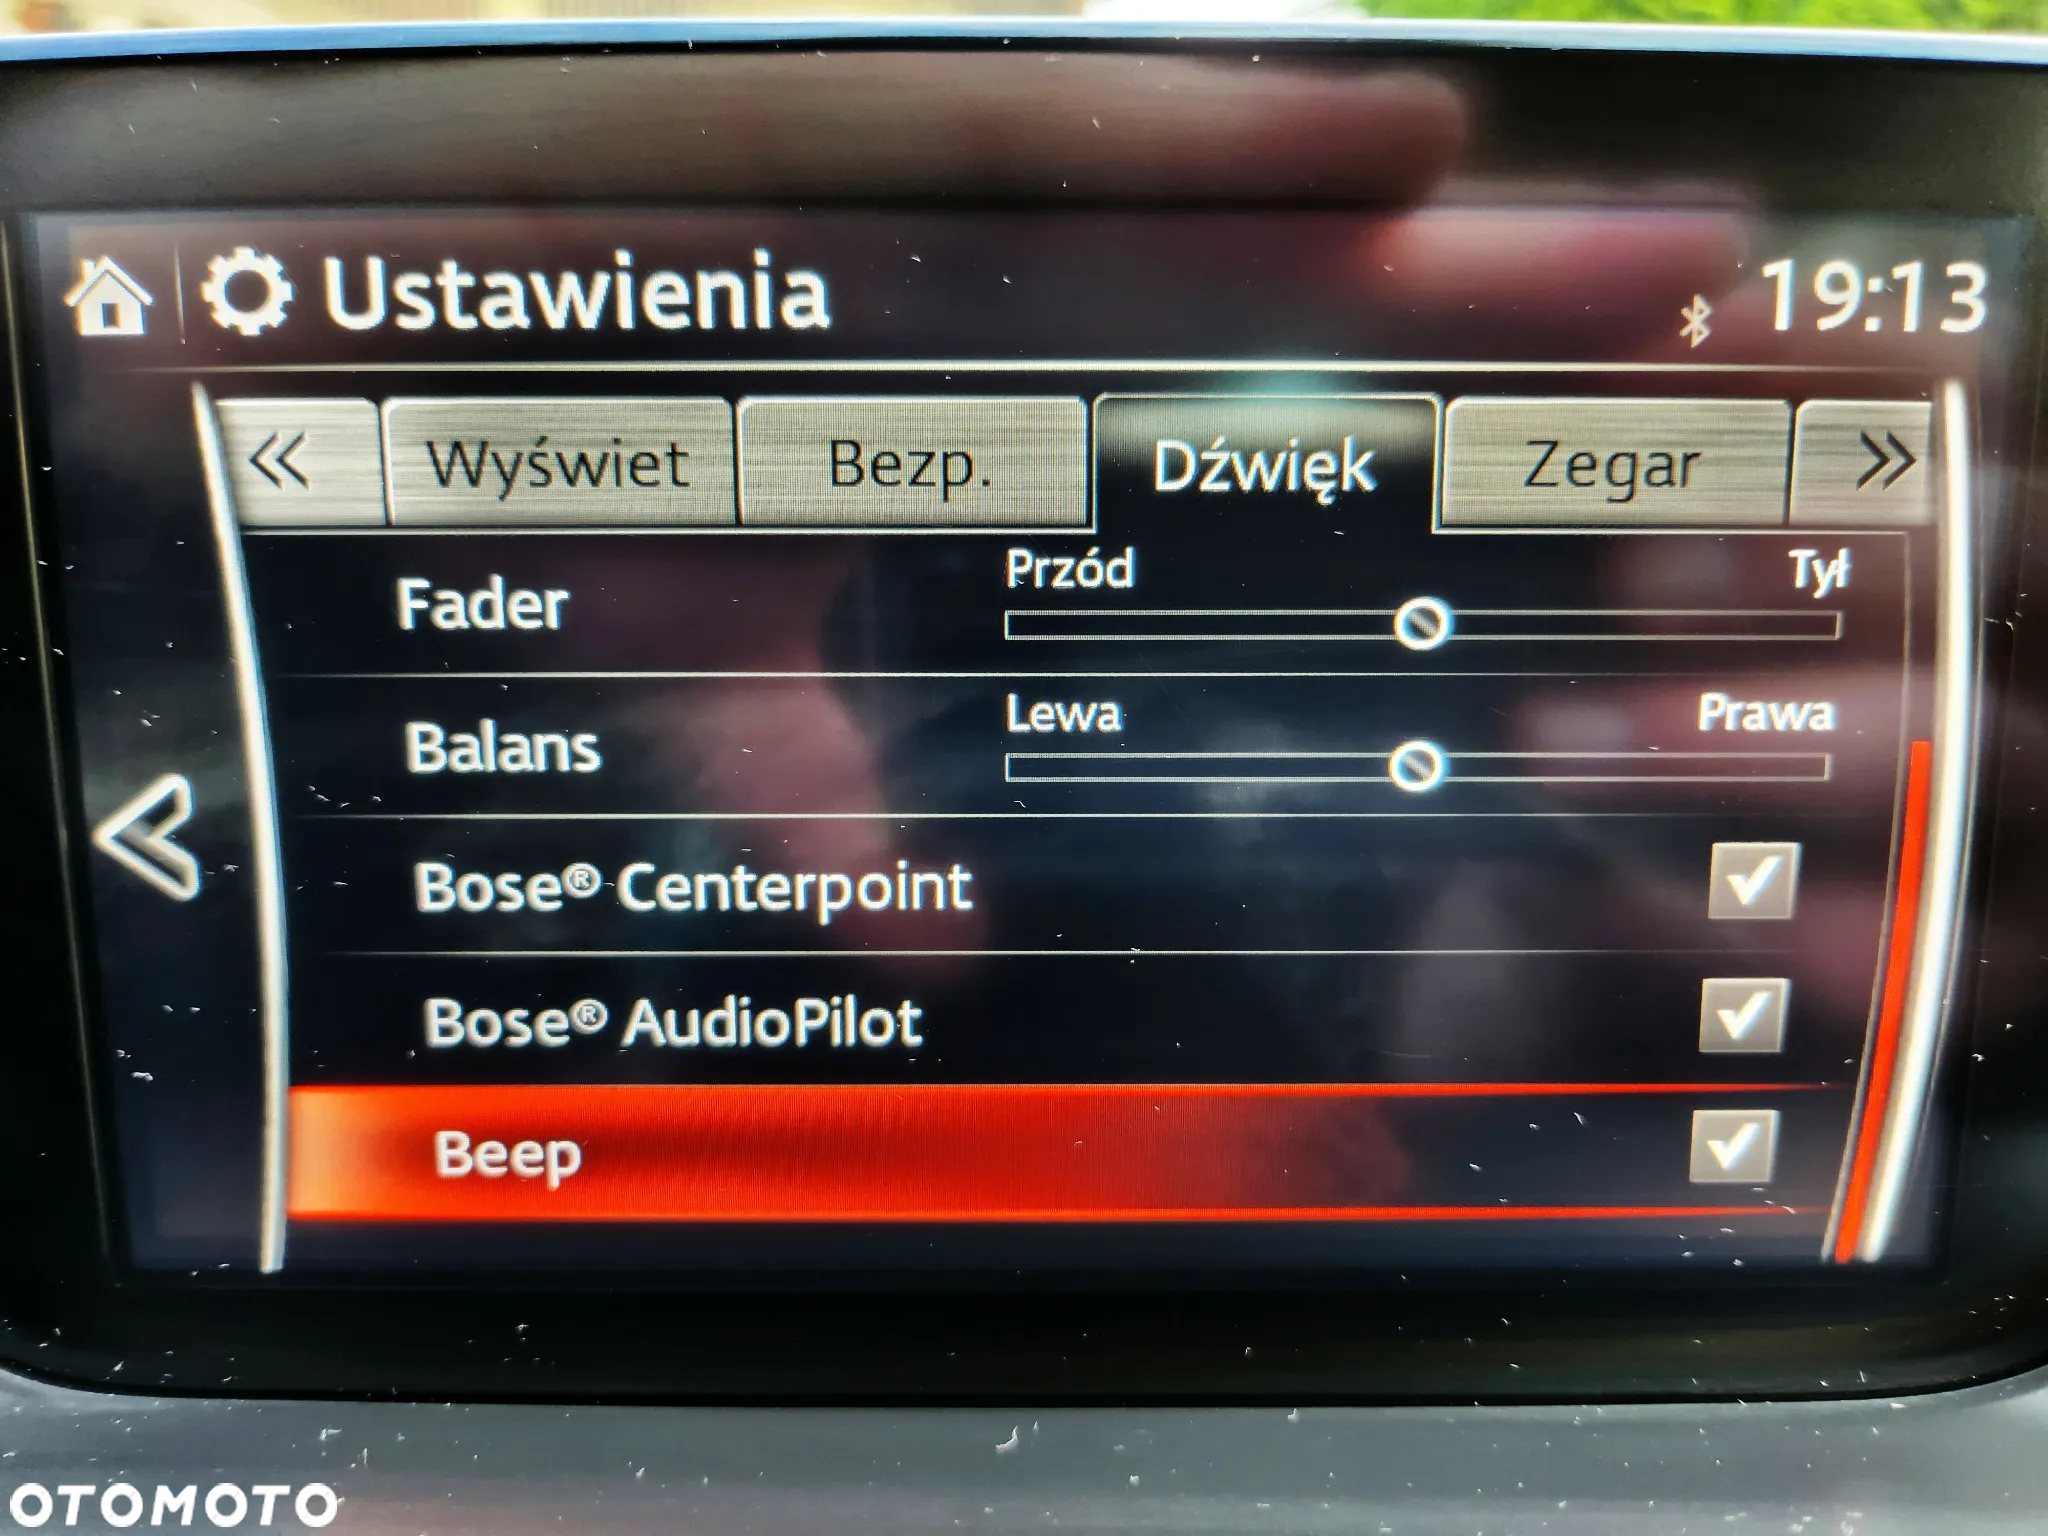 Ustawienia
19:13
Wyświet
Bezp.
Dźwięk
Zegar
Przód
Tył
Fader
Lewa
Prawa
Balans
Bose® Centerpoint
Bose® AudioPilot
Beep
OTOMOTO